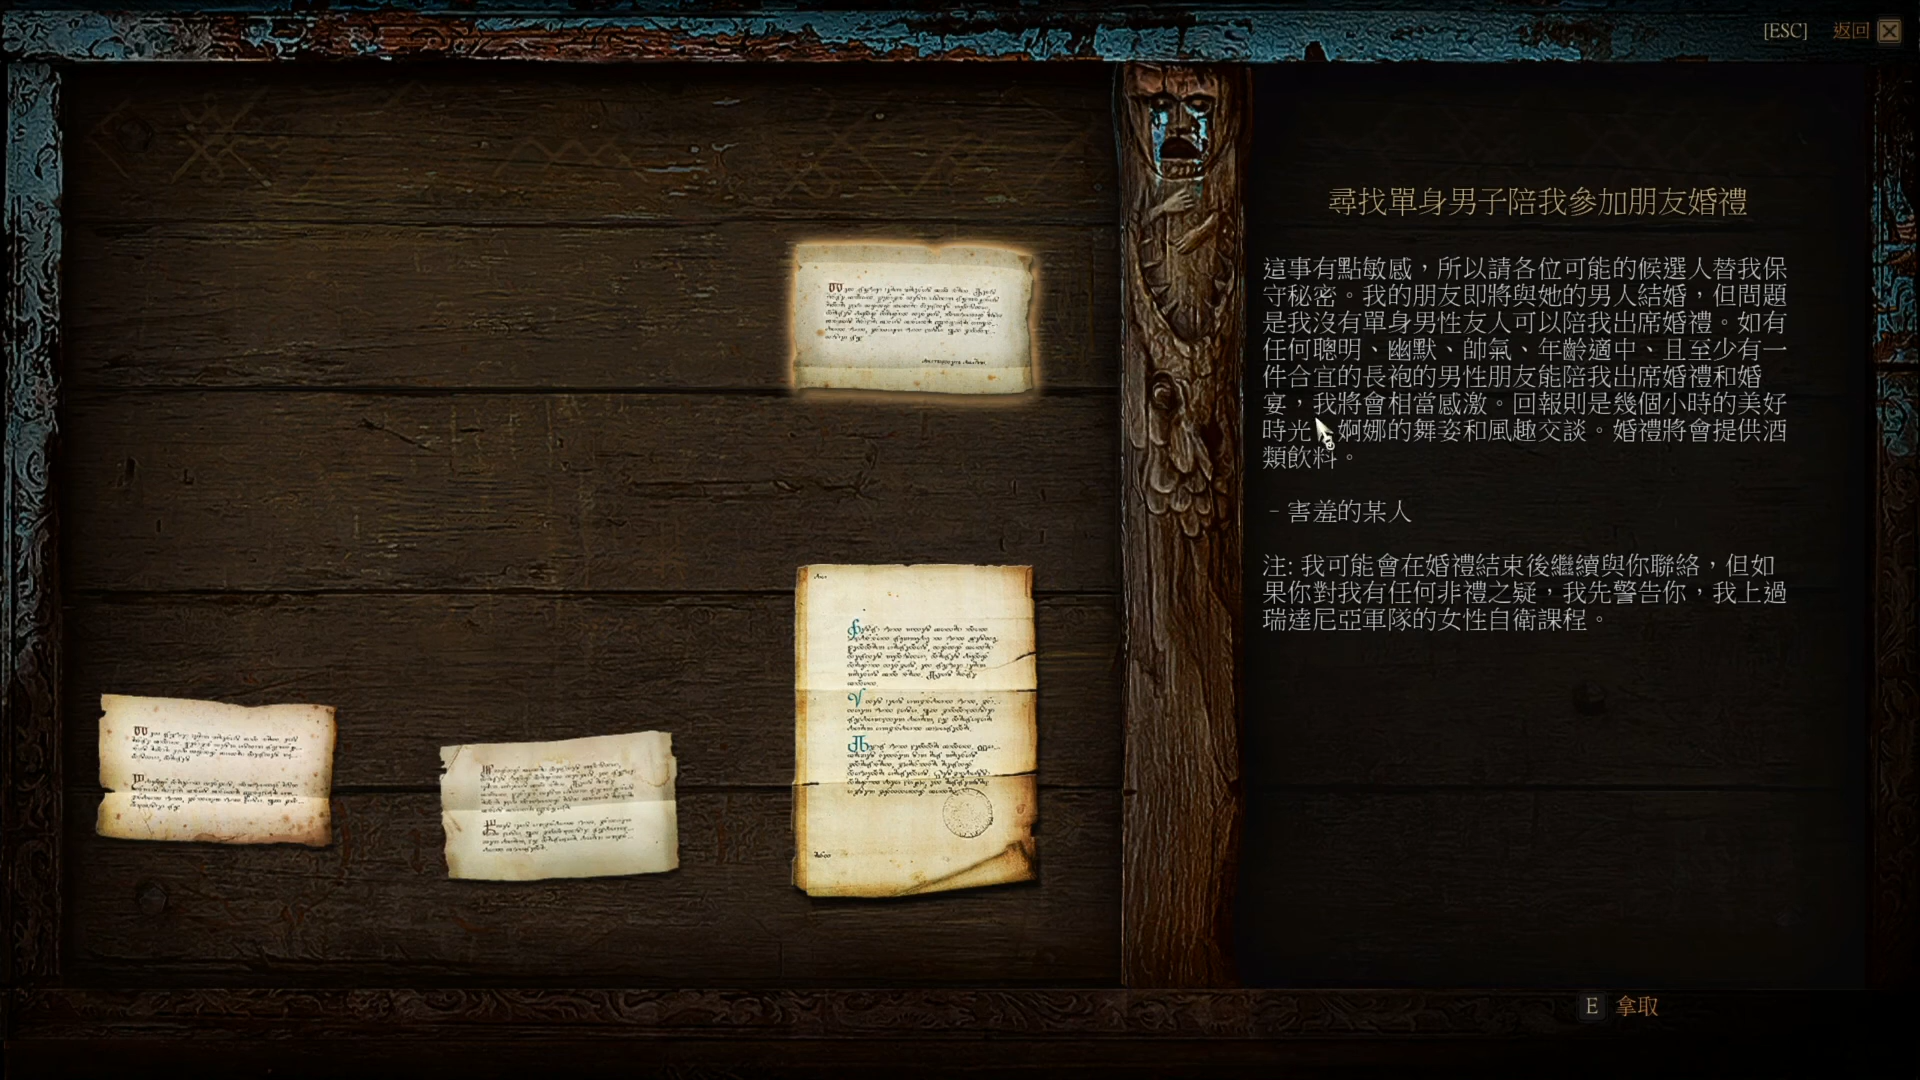 [ESC] 返回
尋找單身男子陪我參加朋友婚禮
這事有點敏感，所以請各位可能的候選人替我保
守秘密。我的朋友即將與她的男人結婚，但問題
是我沒有單身男性友人可以陪我出席婚禮。如有
任何聰明、幽默、帥氣、年齡適中、且至少有一
件合宜的長袍的男性朋友能陪我出席婚禮和婚
宴，我將會相當感激。回報則是幾個小時的美好
時光、婀娜的舞姿和風趣交談。婚禮將會提供酒
類飲料。
- 害羞的某人
注: 我可能會在婚禮結束後繼續與你聯絡，但如
果你對我有任何非禮之疑，我先警告你，我上過
瑞達尼亞軍隊的女性自衛課程。
E 拿取